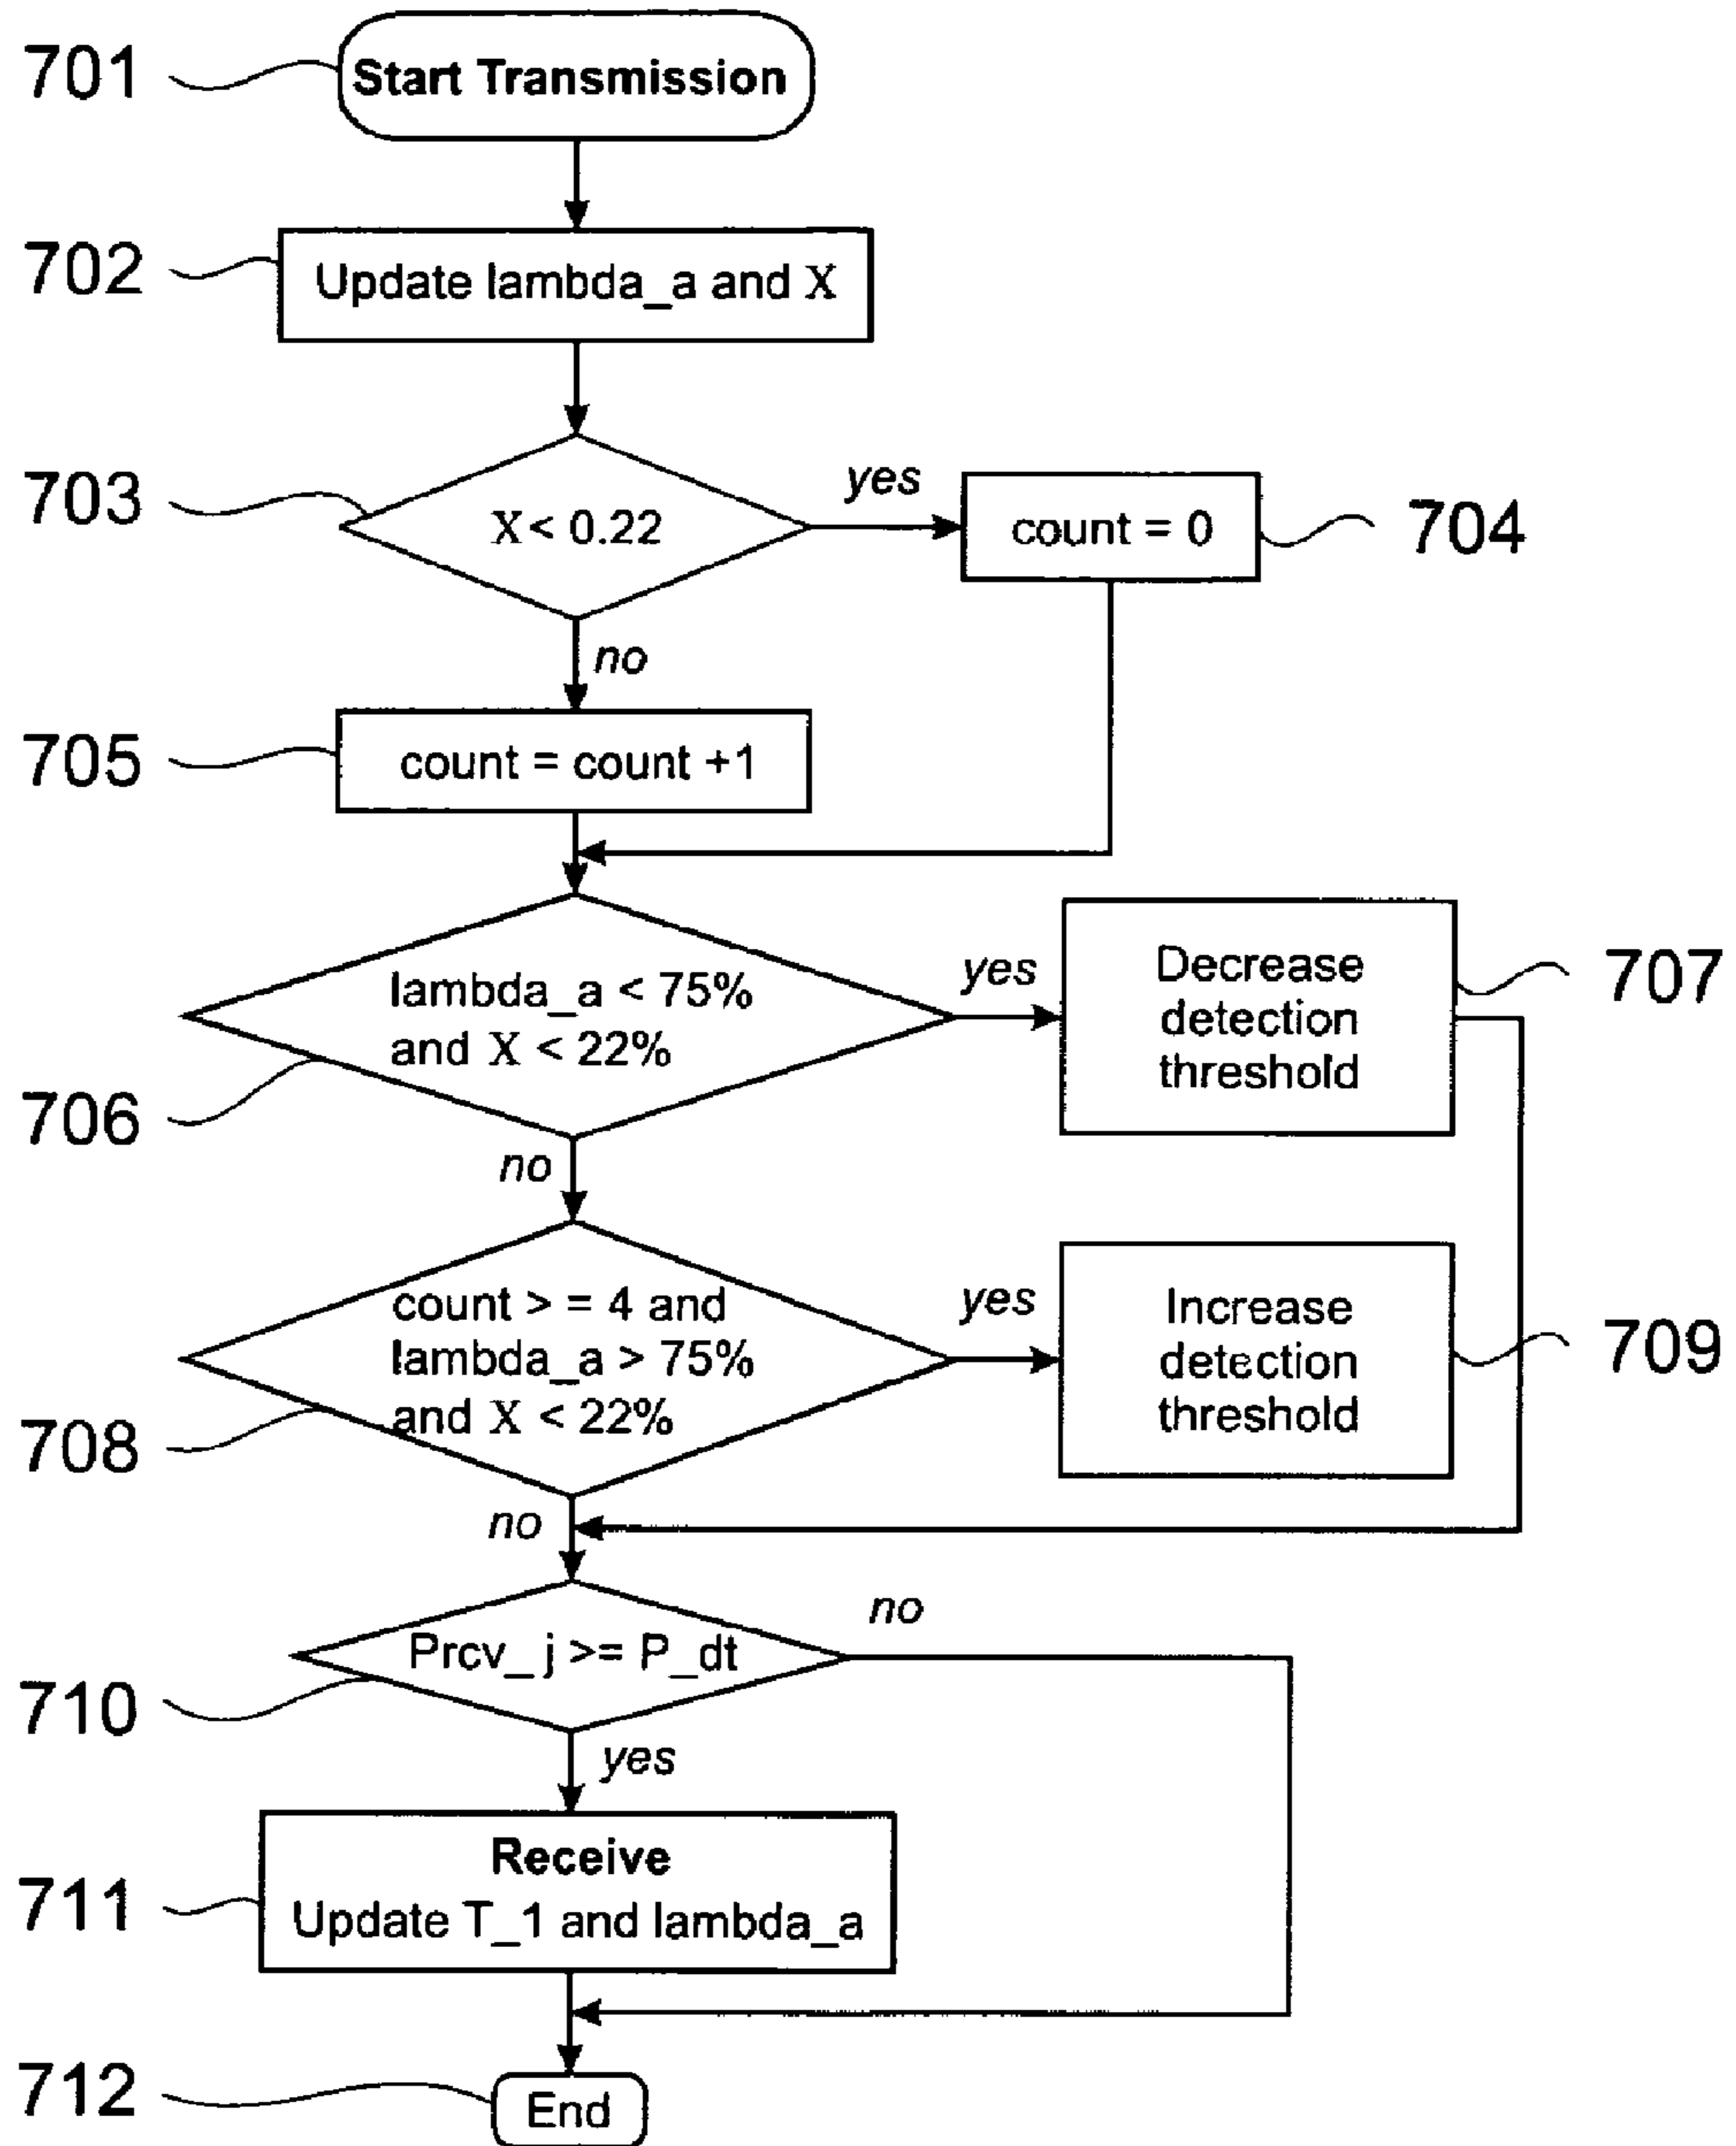 701
Start Transmission
702
Update lambda_a and X
703
X < 0.22
yes
count = 0
704
no
705
count = count +1
lambda_a < 75%
and X < 22%
yes
Decrease
detection
threshold
707
706
no
count > = 4 and
lambda_a > 75%
and X < 22%
yes
Increase
detection
threshold
709
708
no
Prcv_j >= P_dt
no
710
yes
Receive
Update T_1 and lambda_a
711
712
End